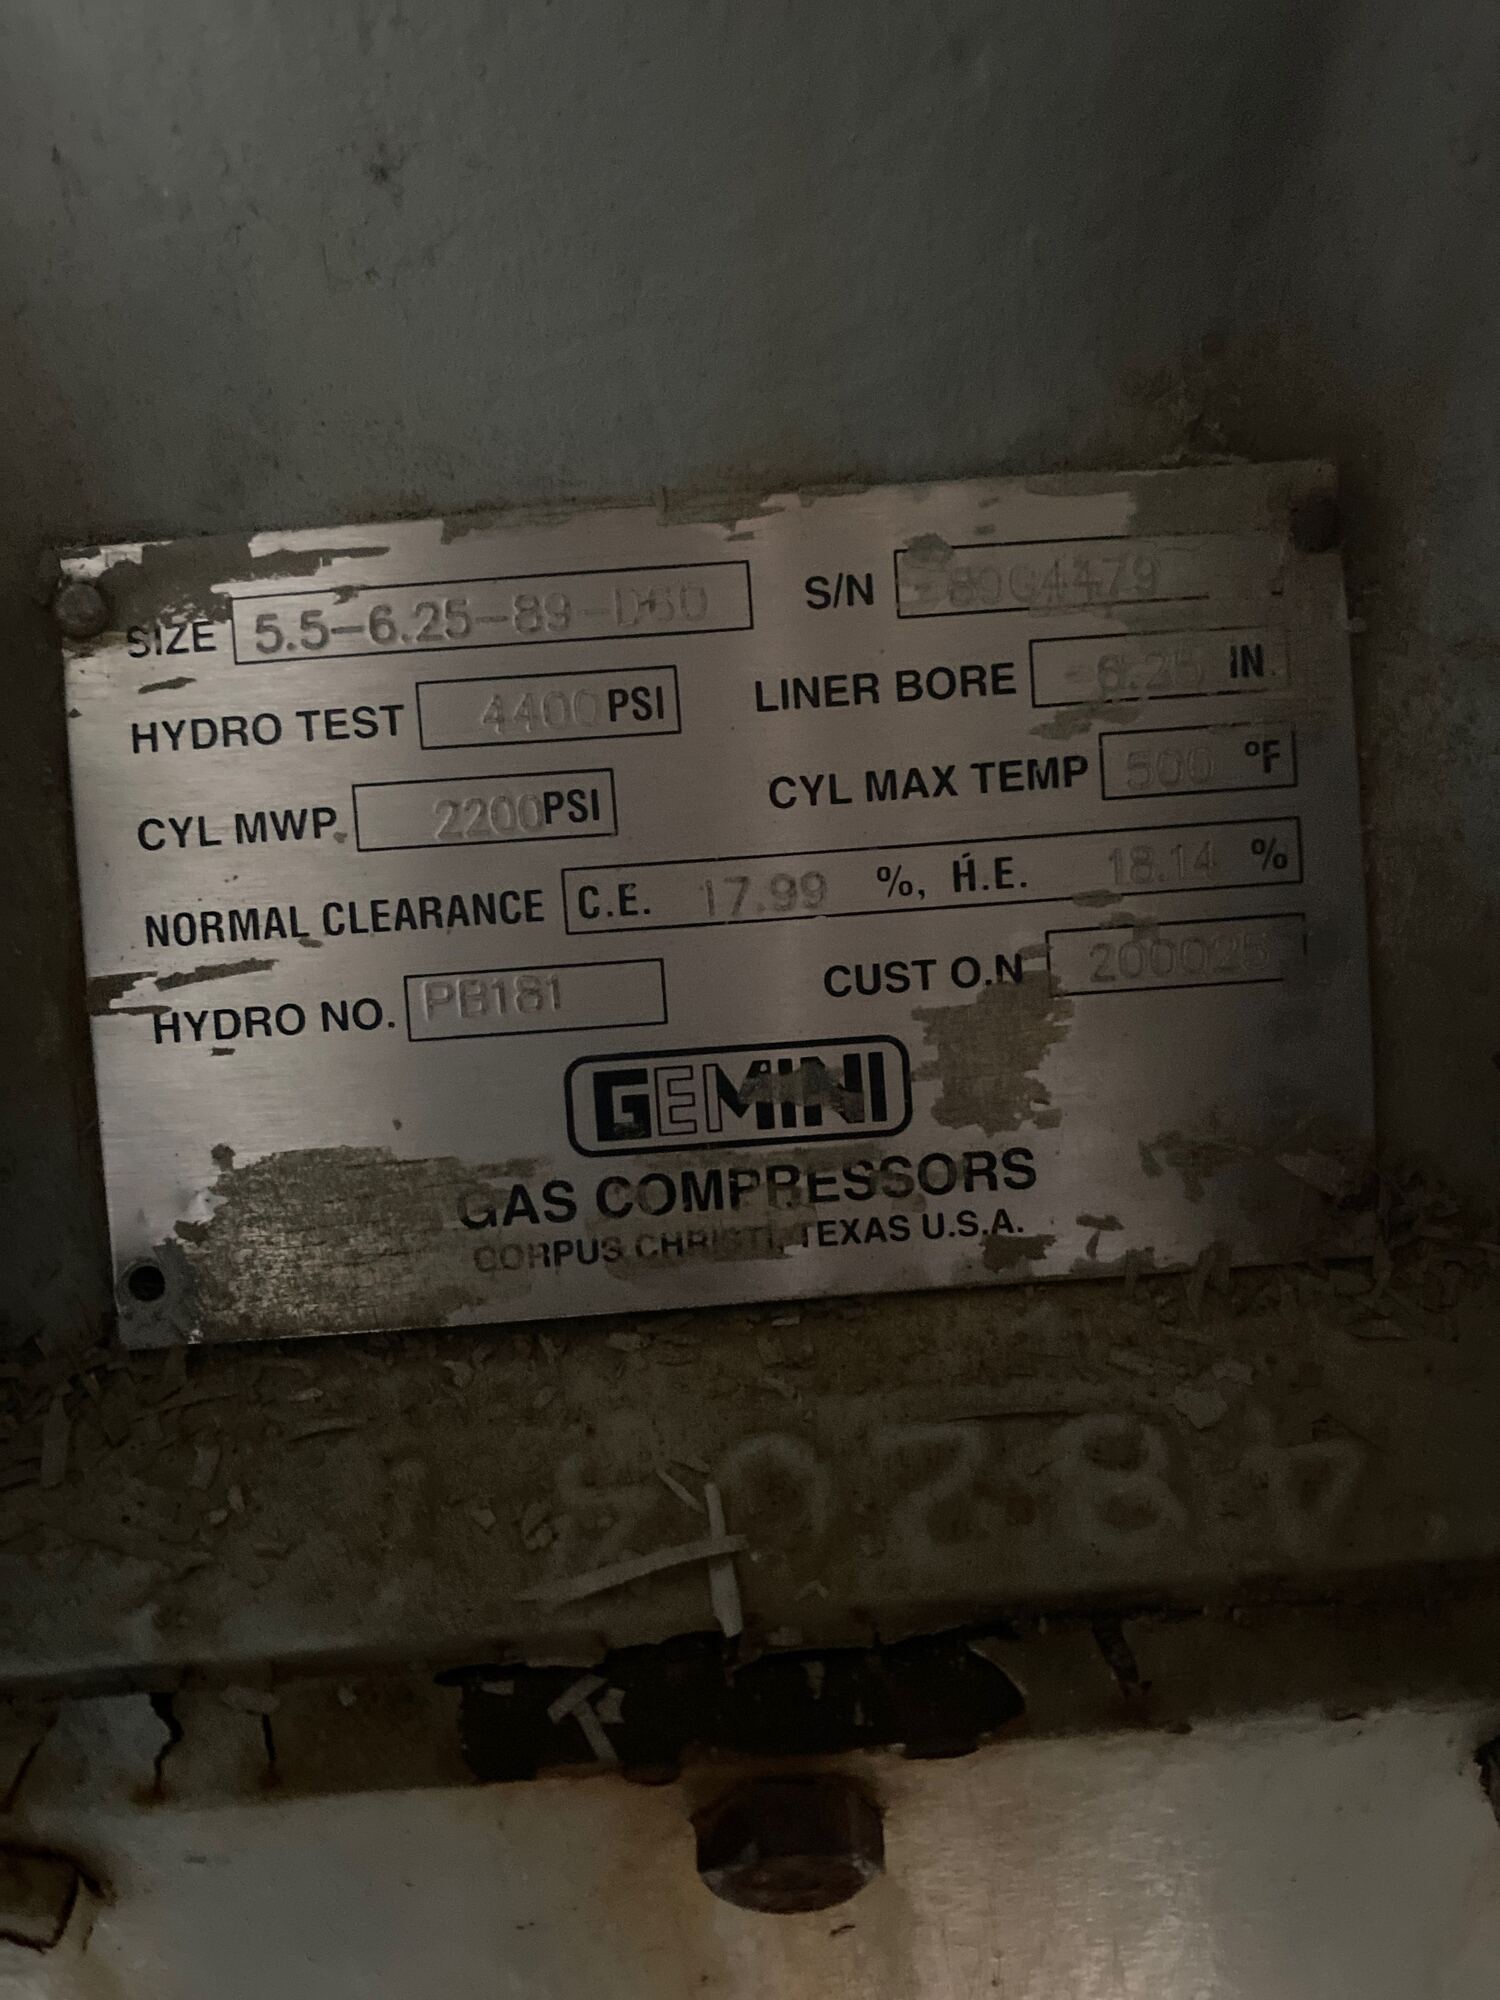 SIZE 5.5-6.25-89-D60 S/N 80G4479
HYDRO TEST 4400 PSI LINER BORE 6.25 IN.
CYL MWP 2200 PSI CYL MAX TEMP 500 °F
NORMAL CLEARANCE C.E. 17.99 %, H.E. 18.14 %
HYDRO NO. PB181 CUST O.N 200025
GEMINI
GAS COMPRESSORS
CORPUS CHRISTI, TEXAS U.S.A.